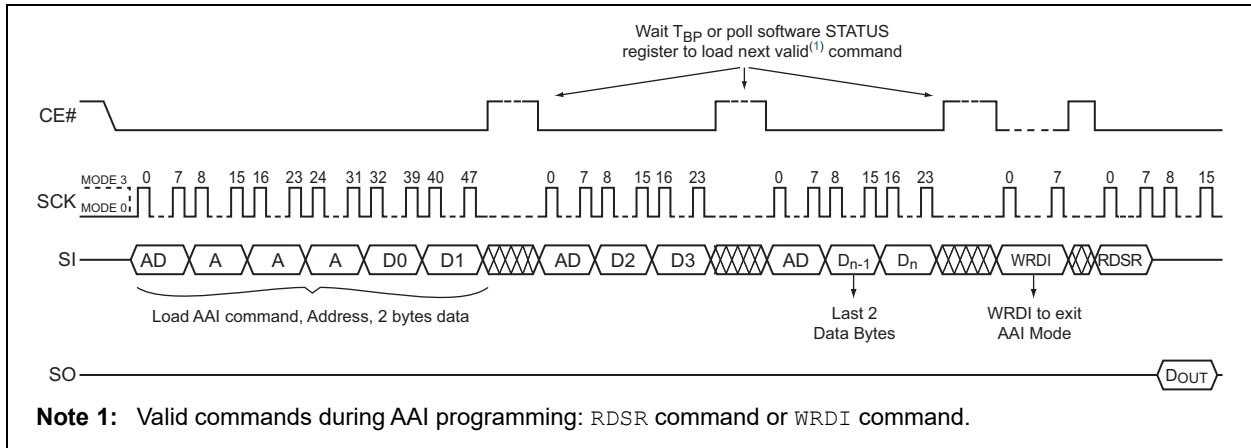 Wait TBP or poll software STATUS
register to load next valid(1) command
CE#
MODE 3
0 7 8 15 16 23 24 31 32 39 40 47 0 7 8 15 16 23 0 7 8 15 16 23 0 7 0 7 8 15
SCK
MODE 0
SI AD A A A D0 D1 AD D2 D3 AD Dn-1 Dn WRDI RDSR
Load AAI command, Address, 2 bytes data
Last 2
Data Bytes
WRDI to exit
AAI Mode
SO DOUT
Note 1: Valid commands during AAI programming: RDSR command or WRDI command.